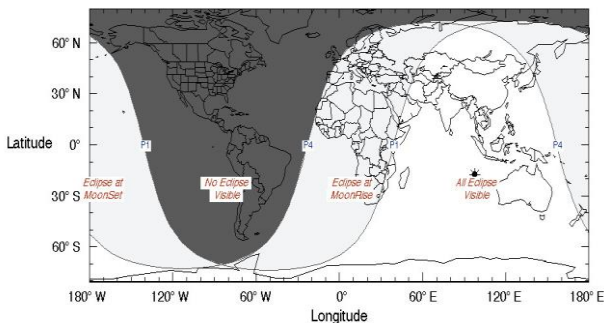 60° N
30° N
Latitude
0°
30° S
60° S
P1
P4
P1
P4
Eclipse at
MoonSet
No Eclipse
Visible
Eclipse at
MoonRise
All Eclipse
Visible
180° W
120° W
60° W
0°
60° E
120° E
180° E
Longitude